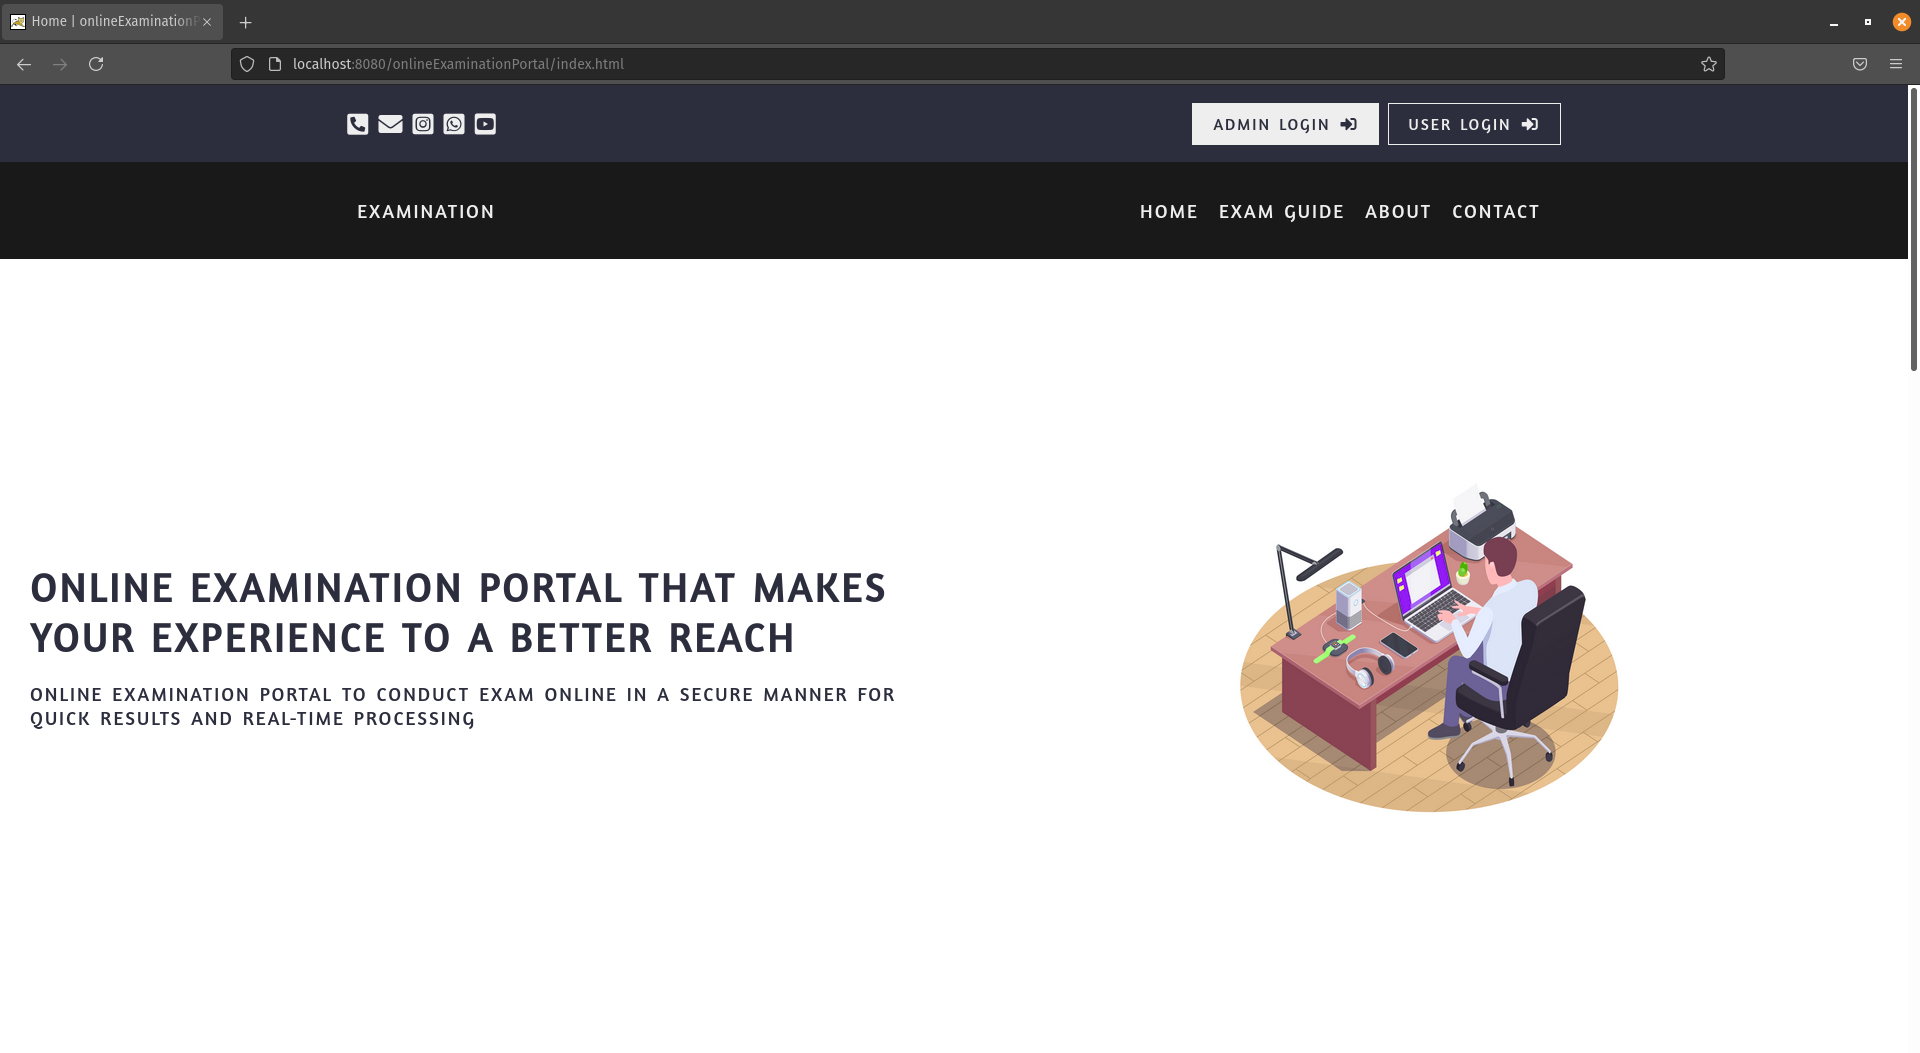 Home | onlineExamination
localhost:8080/onlineExaminationPortal/index.html
ADMIN LOGIN
USER LOGIN
EXAMINATION
HOME EXAM GUIDE ABOUT CONTACT
ONLINE EXAMINATION PORTAL THAT MAKES
YOUR EXPERIENCE TO A BETTER REACH
ONLINE EXAMINATION PORTAL TO CONDUCT EXAM ONLINE IN A SECURE MANNER FOR
QUICK RESULTS AND REAL-TIME PROCESSING